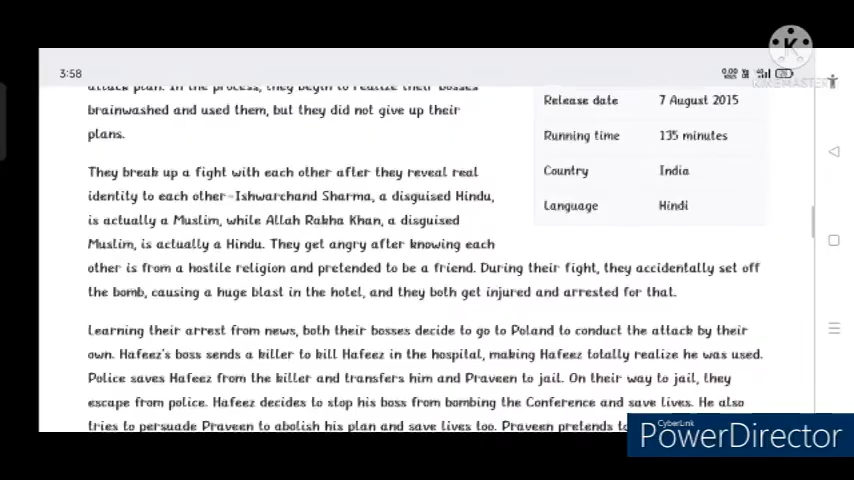 3:58
KINEMASTER
attack plan. In the process, they begin to realize their bosses
brainwashed and used them, but they did not give up their
plans.
Release date 7 August 2015
Running time 135 minutes
Country India
Language Hindi
They break up a fight with each other after they reveal real
identity to each other-Ishwarchand Sharma, a disguised Hindu,
is actually a Muslim, while Allah Rakha Khan, a disguised
Muslim, is actually a Hindu. They get angry after knowing each
other is from a hostile religion and pretended to be a friend. During their fight, they accidentally set off
the bomb, causing a huge blast in the hotel, and they both get injured and arrested for that.
Learning their arrest from news, both their bosses decide to go to Poland to conduct the attack by their
own. Hafeez's boss sends a killer to kill Hafeez in the hospital, making Hafeez totally realize he was used.
Police saves Hafeez from the killer and transfers him and Praveen to jail. On their way to jail, they
escape from police. Hafeez decides to stop his boss from bombing the Conference and save lives. He also
tries to persuade Praveen to abolish his plan and save lives too. Praveen pretends
CyberLink
PowerDirector